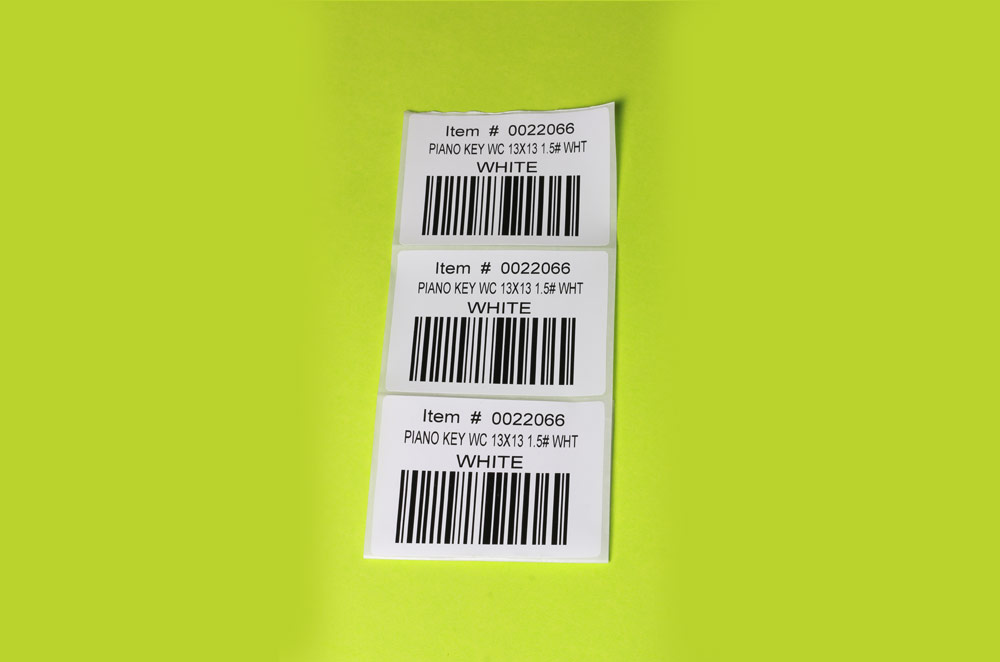 Item # 0022066
PIANO KEY WC 13X13 1.5# WHT
WHITE
Item # 0022066
PIANO KEY WC 13X13 1.5# WHT
WHITE
Item # 0022066
PIANO KEY WC 13X13 1.5# WHT
WHITE